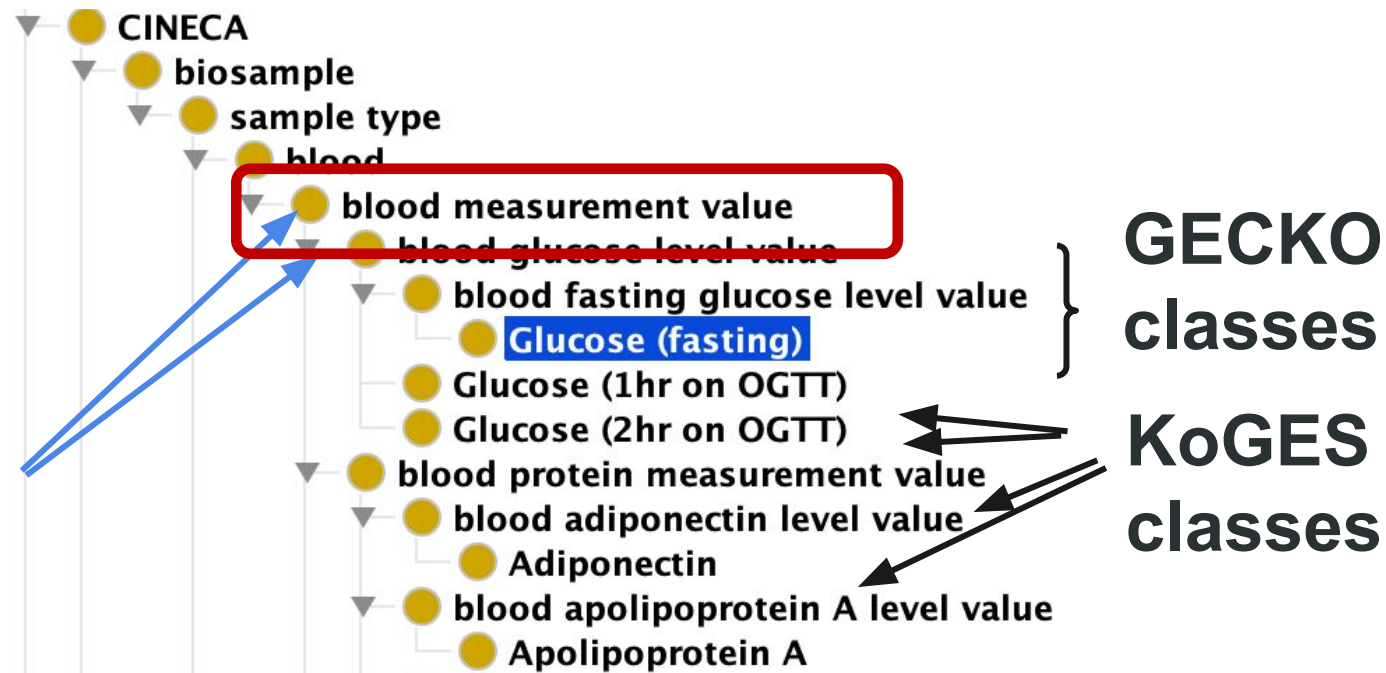 CINECA
biosample
sample type
blood
blood measurement value
blood glucose level value
blood fasting glucose level value
Glucose (fasting)
Glucose (1hr on OGTT)
Glucose (2hr on OGTT)
blood protein measurement value
blood adiponectin level value
Adiponectin
blood apolipoprotein A level value
Apolipoprotein A
GECKO
classes
KoGES
classes